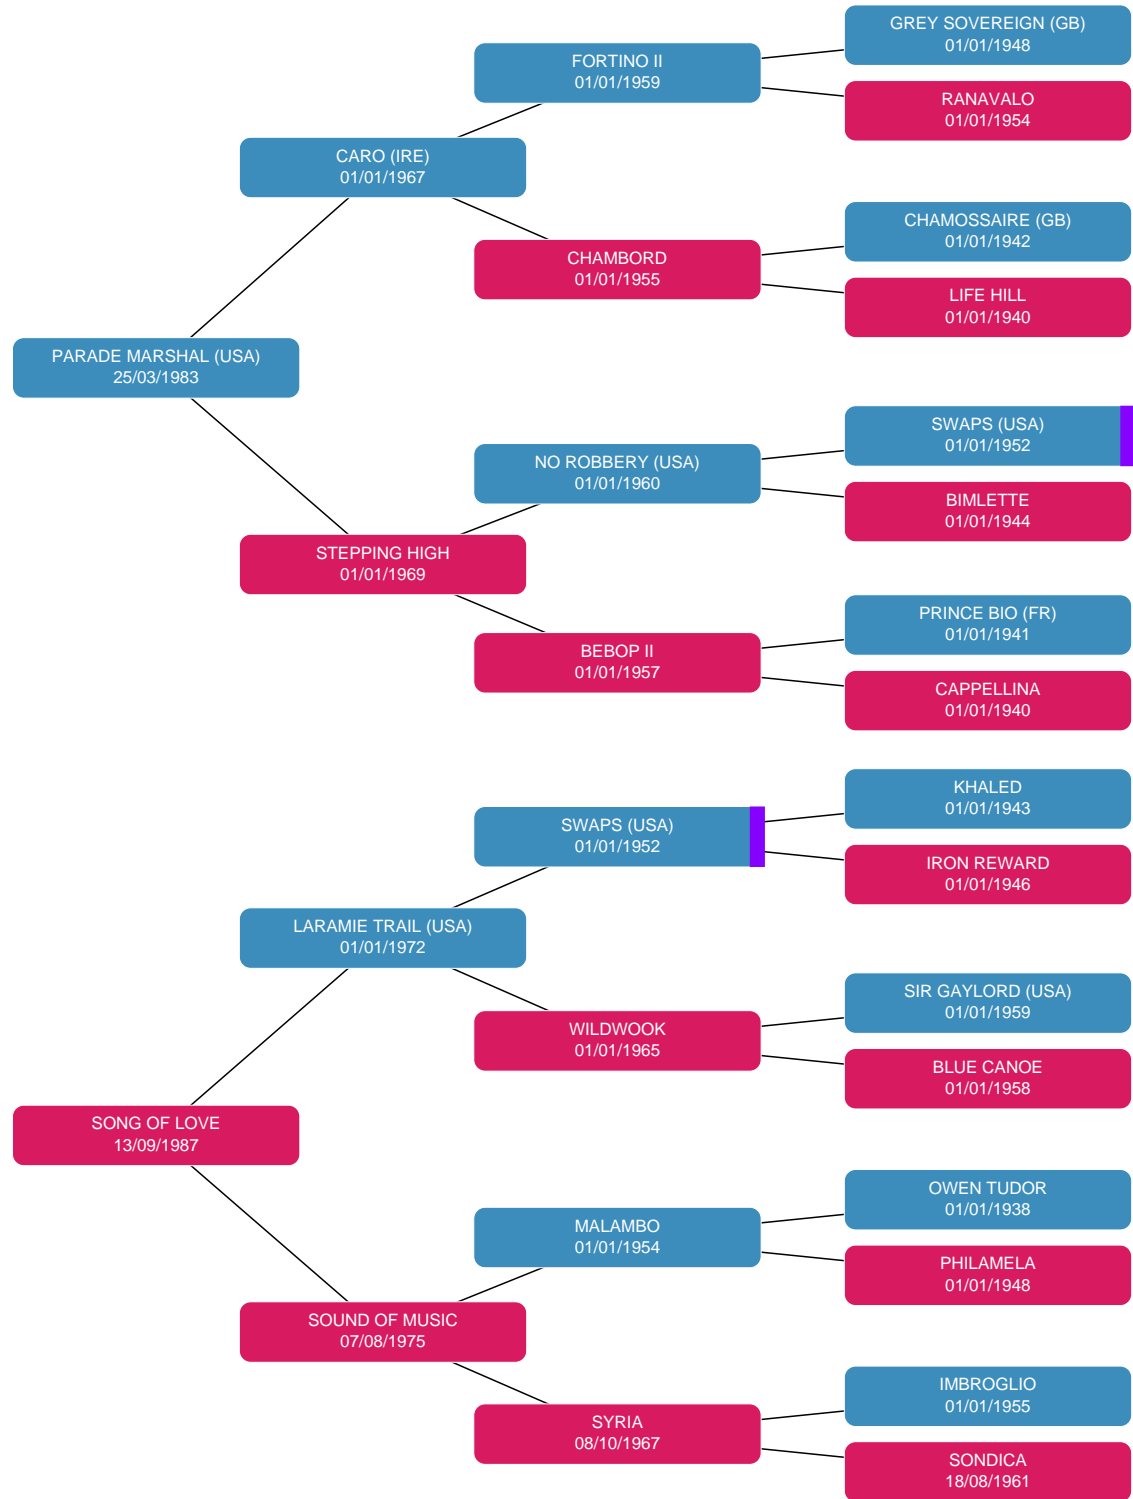 GREY SOVEREIGN (GB)
01/01/1948
FORTINO II
01/01/1959
RANAVALO
01/01/1954
CARO (IRE)
01/01/1967
CHAMOSSAIRE (GB)
01/01/1942
CHAMBORD
01/01/1955
LIFE HILL
01/01/1940
PARADE MARSHAL (USA)
25/03/1983
SWAPS (USA)
01/01/1952
NO ROBBERY (USA)
01/01/1960
BIMLETTE
01/01/1944
STEPPING HIGH
01/01/1969
PRINCE BIO (FR)
01/01/1941
BEBOP II
01/01/1957
CAPPELLINA
01/01/1940
KHALED
01/01/1943
SWAPS (USA)
01/01/1952
IRON REWARD
01/01/1946
LARAMIE TRAIL (USA)
01/01/1972
SIR GAYLORD (USA)
01/01/1959
WILDWOOK
01/01/1965
BLUE CANOE
01/01/1958
SONG OF LOVE
13/09/1987
OWEN TUDOR
01/01/1938
MALAMBO
01/01/1954
PHILAMELA
01/01/1948
SOUND OF MUSIC
07/08/1975
IMBROGLIO
01/01/1955
SYRIA
08/10/1967
SONDICA
18/08/1961